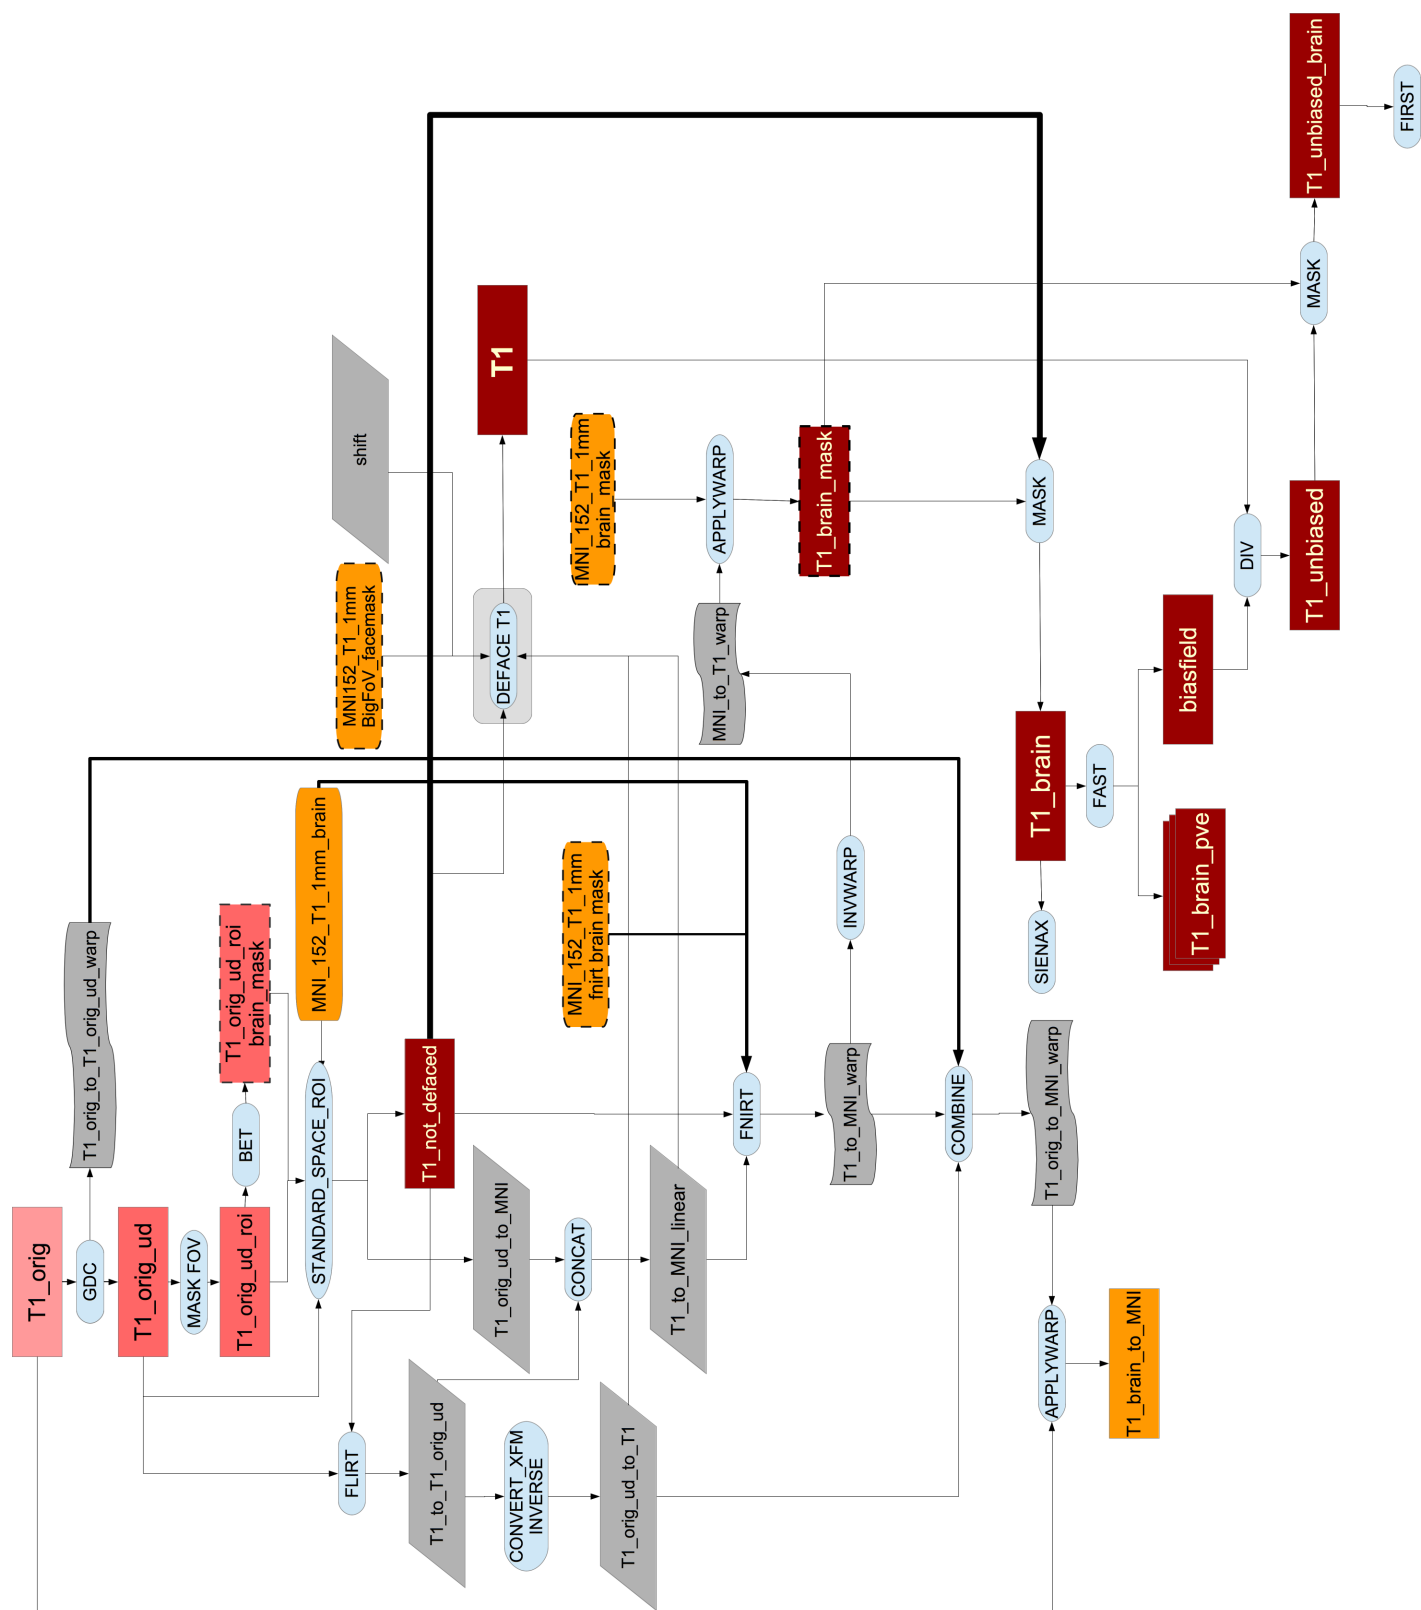 T1_orig
GDC
T1_orig_to_T1_orig_ud_warp
T1_orig_ud
MASK FOV
T1_orig_ud_roi
BET
T1_orig_ud_roi
brain_mask
MNI_152_T1_1mm_brain
STANDARD_SPACE_ROI
shift
MNI152_T1_1mm
BigFoV_facemask
FLIRT
T1_not_defaced
T1_to_T1_orig_ud
T1_orig_ud_to_MNI
DEFACE T1
T1
CONVERT_XFM
INVERSE
CONCAT
MNI_152_T1_1mm
fnirt brain mask
MNI_152_T1_1mm
brain_mask
T1_orig_ud_to_T1
T1_to_MNI_linear
FNIRT
MNI_to_T1_warp
APPLYWARP
T1_to_MNI_warp
INVWARP
T1_brain_mask
COMBINE
T1_orig_to_MNI_warp
SIENAX
T1_brain
MASK
APPLYWARP
T1_brain_to_MNI
FAST
T1_brain_pve
biasfield
DIV
T1_unbiased
MASK
T1_unbiased_brain
FIRST